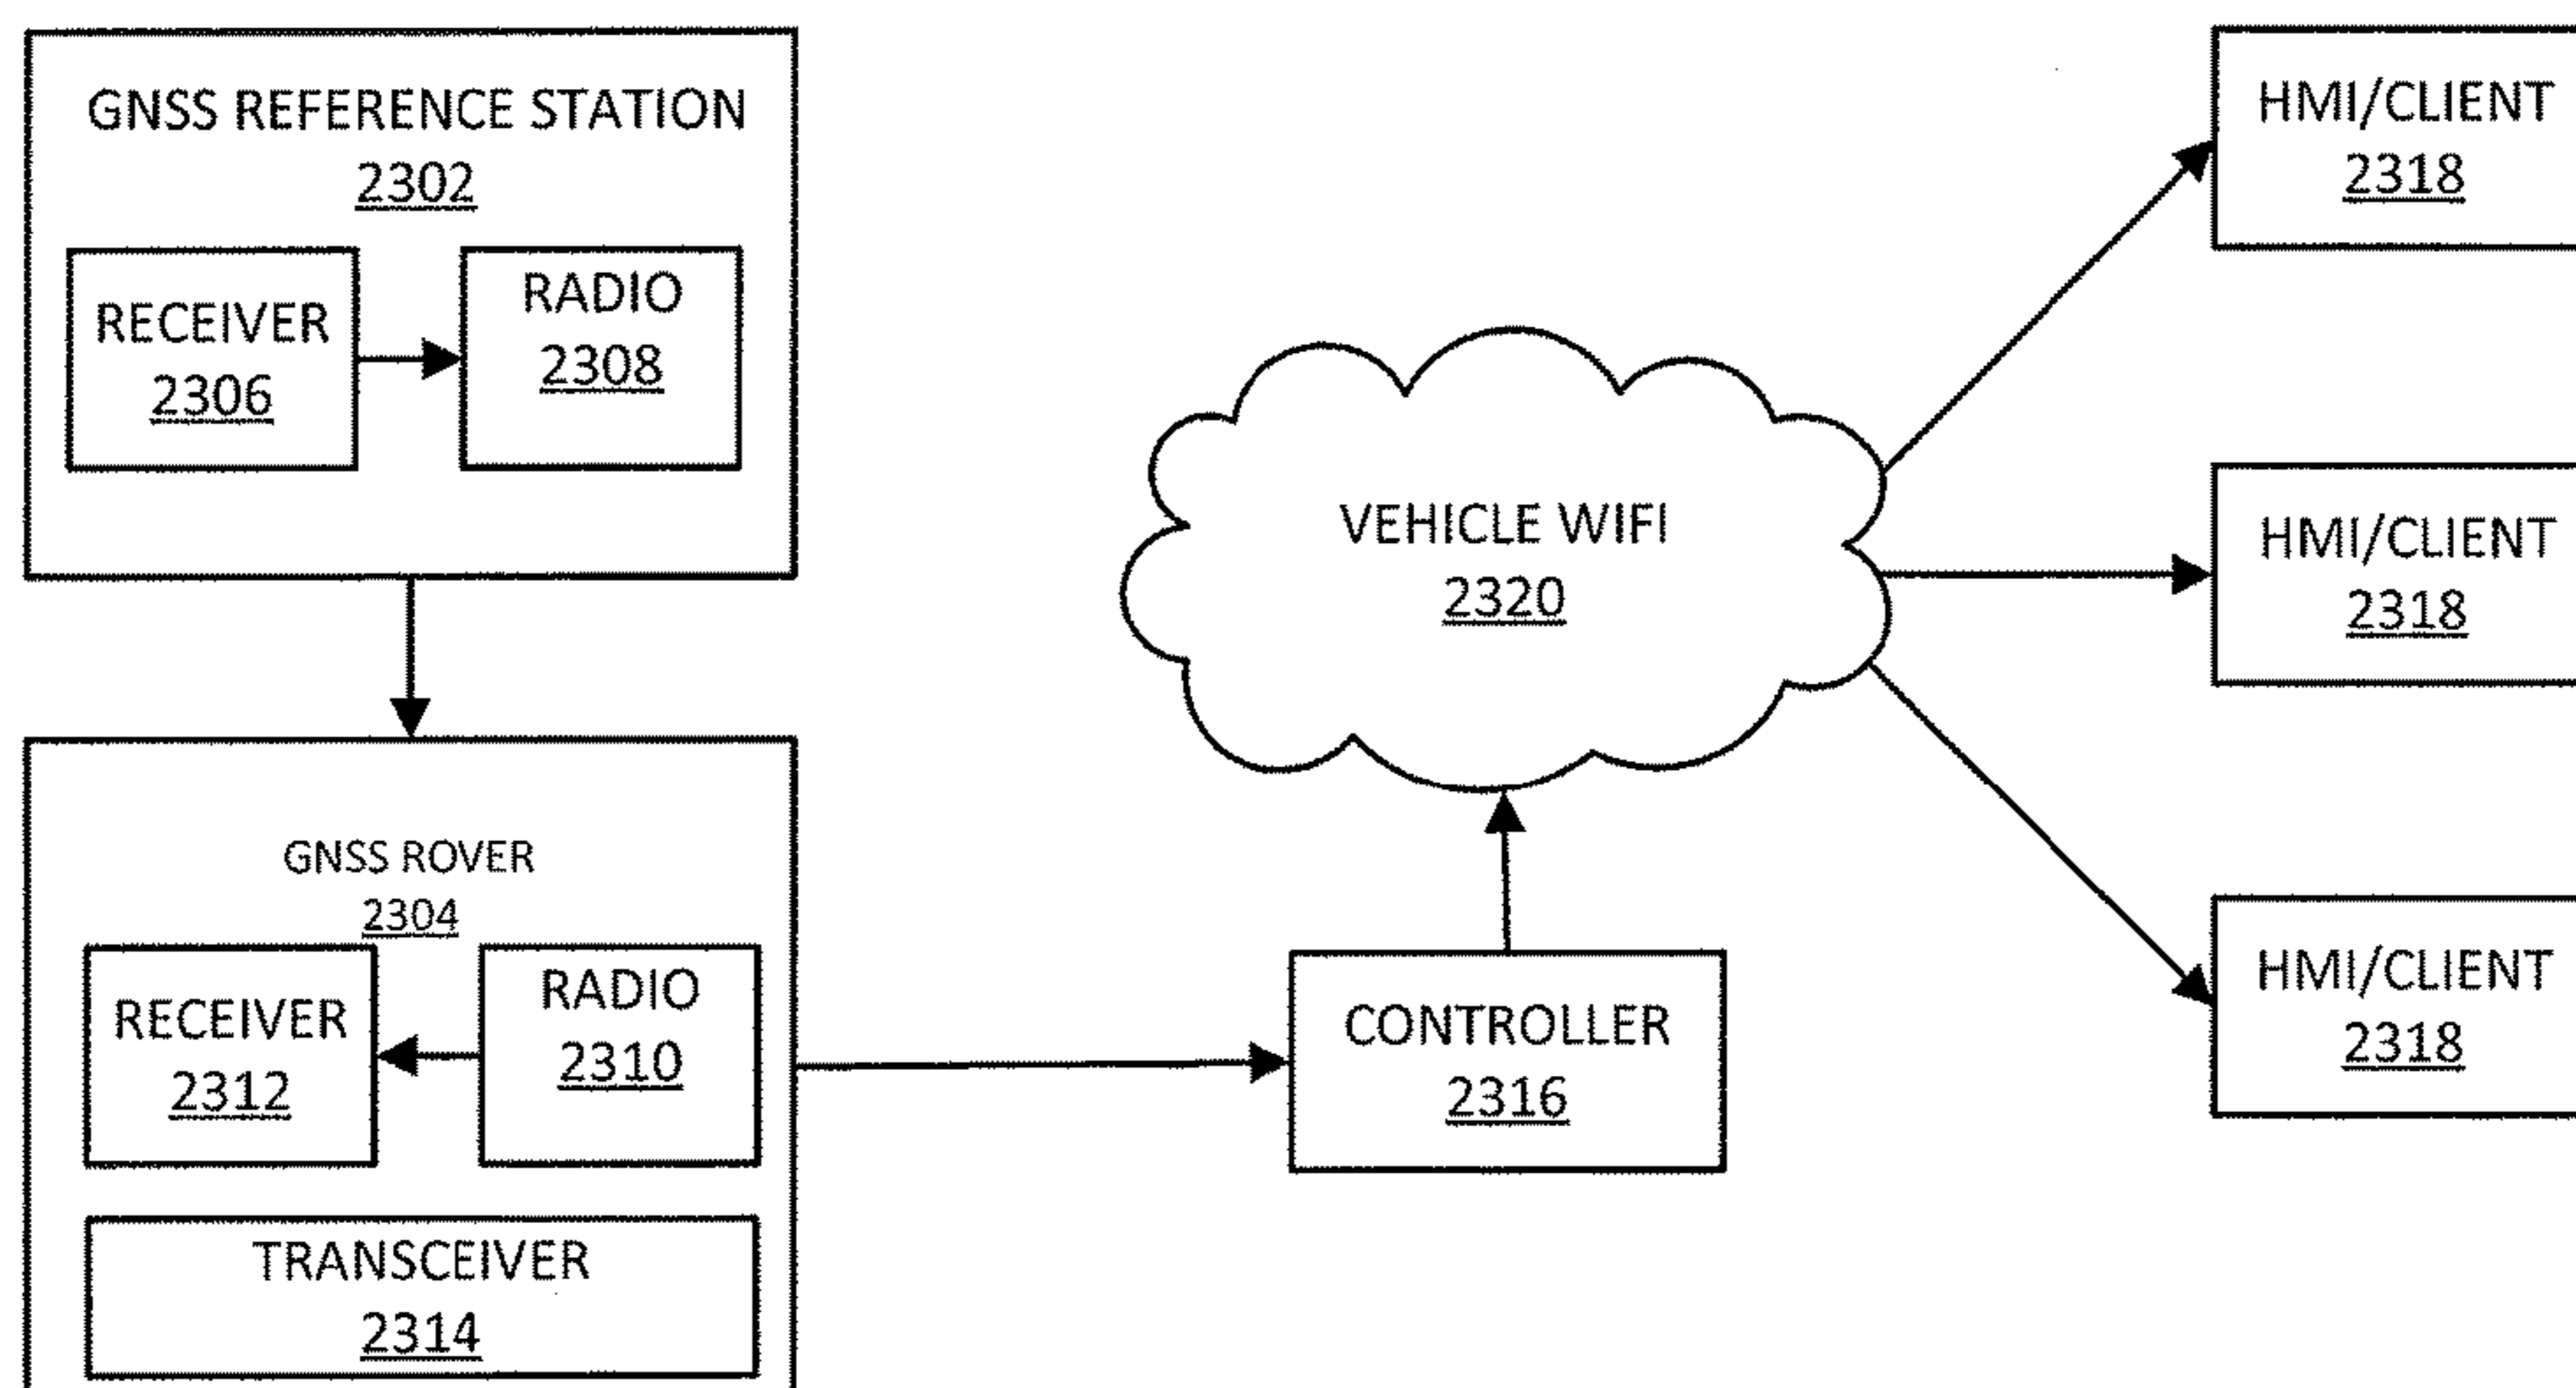 GNSS REFERENCE STATION
2302
RECEIVER
2306
RADIO
2308
GNSS ROVER
2304
RECEIVER
2312
RADIO
2310
TRANSCEIVER
2314
VEHICLE WIFI
2320
CONTROLLER
2316
HMI/CLIENT
2318
HMI/CLIENT
2318
HMI/CLIENT
2318